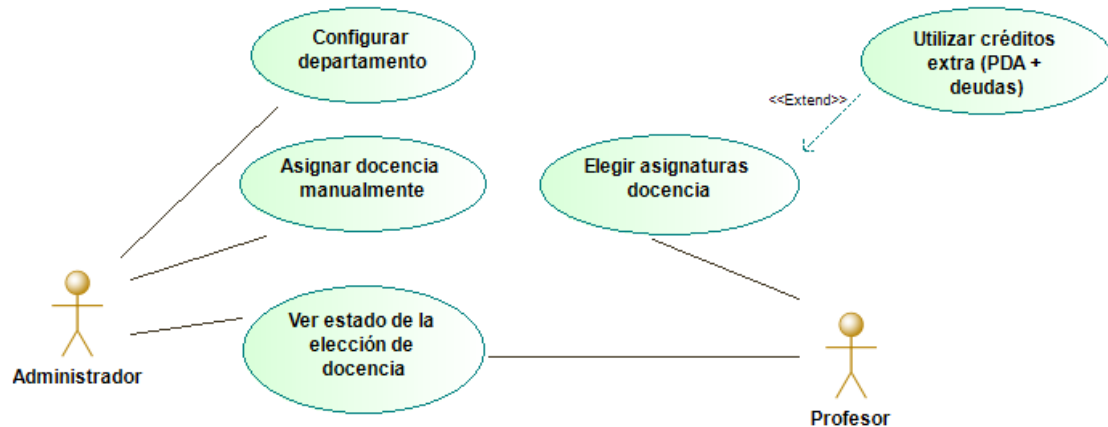 Configurar
departamento
Utilizar créditos
extra (PDA +
deudas)
<<Extend>>
Asignar docencia
manualmente
Elegir asignaturas
docencia
Ver estado de la
elección de
docencia
Administrador
Profesor